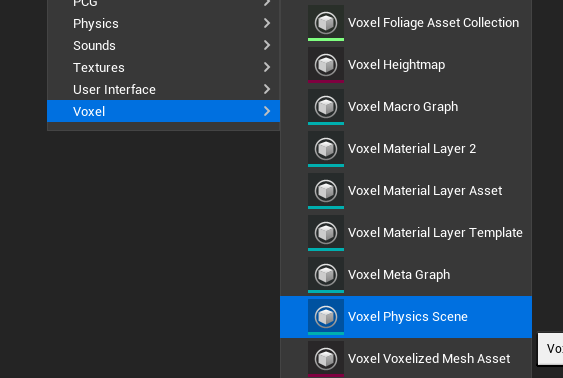 PCG
Physics
Sounds
Textures
User Interface
Voxel
Voxel Foliage Asset Collection
Voxel Heightmap
Voxel Macro Graph
Voxel Material Layer 2
Voxel Material Layer Asset
Voxel Material Layer Template
Voxel Meta Graph
Voxel Physics Scene
Voxel Voxelized Mesh Asset